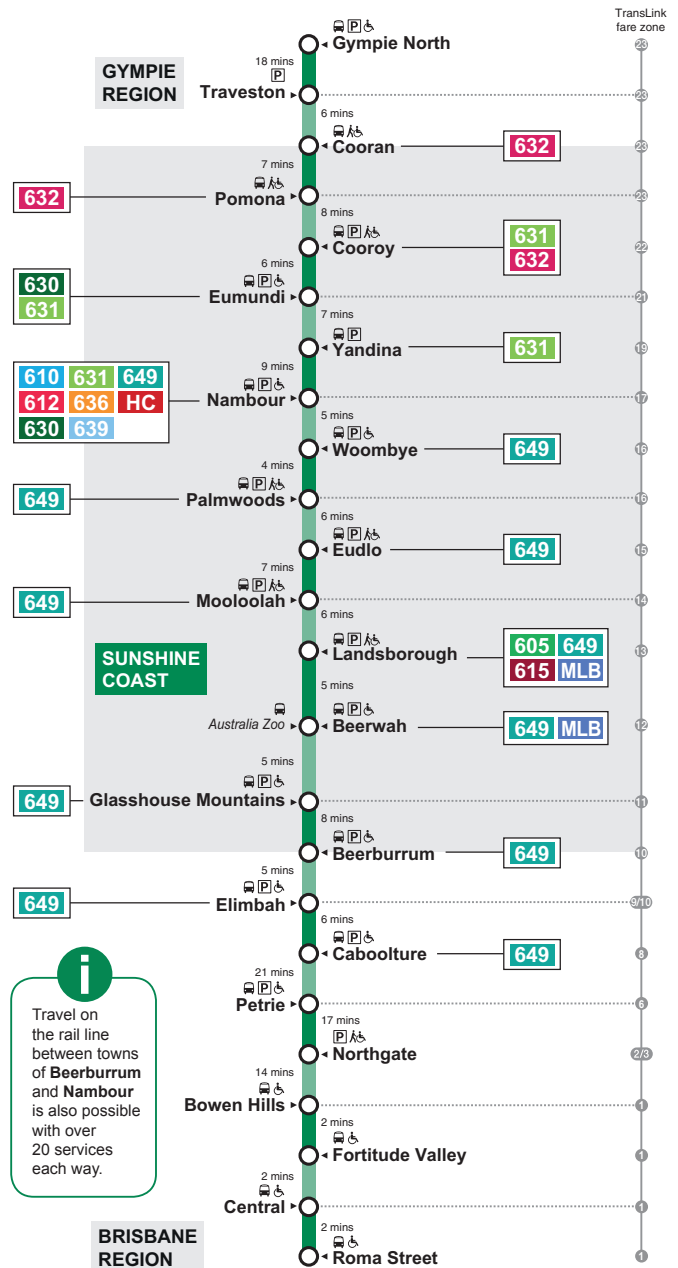 TransLink
fare zone
Gympie North
23
18 mins
P
GYMPIE
REGION
Traveston
23
6 mins
Cooran
632
23
7 mins
632
Pomona
23
8 mins
P
Cooroy
631
632
22
6 mins
P
630
631
Eumundi
21
7 mins
P
Yandina
631
19
9 mins
P
610 631 649
612 636 HC
630 639
Nambour
17
5 mins
P
Woombye
649
16
4 mins
P
649
Palmwoods
16
6 mins
P
Eudlo
649
15
7 mins
P
649
Mooloolah
14
6 mins
P
Landsborough
605 649
615 MLB
13
SUNSHINE
COAST
5 mins
P
Australia Zoo
Beerwah
649 MLB
12
5 mins
P
649
Glasshouse Mountains
11
8 mins
P
Beerburrum
649
10
5 mins
P
649
Elimbah
9/10
6 mins
P
Caboolture
649
8
21 mins
P
Petrie
6
17 mins
P
Northgate
2/3
14 mins
Bowen Hills
1
2 mins
Fortitude Valley
1
2 mins
Central
1
2 mins
Roma Street
1
BRISBANE
REGION
i
Travel on
the rail line
between towns
of Beerburrum
and Nambour
is also possible
with over
20 services
each way.